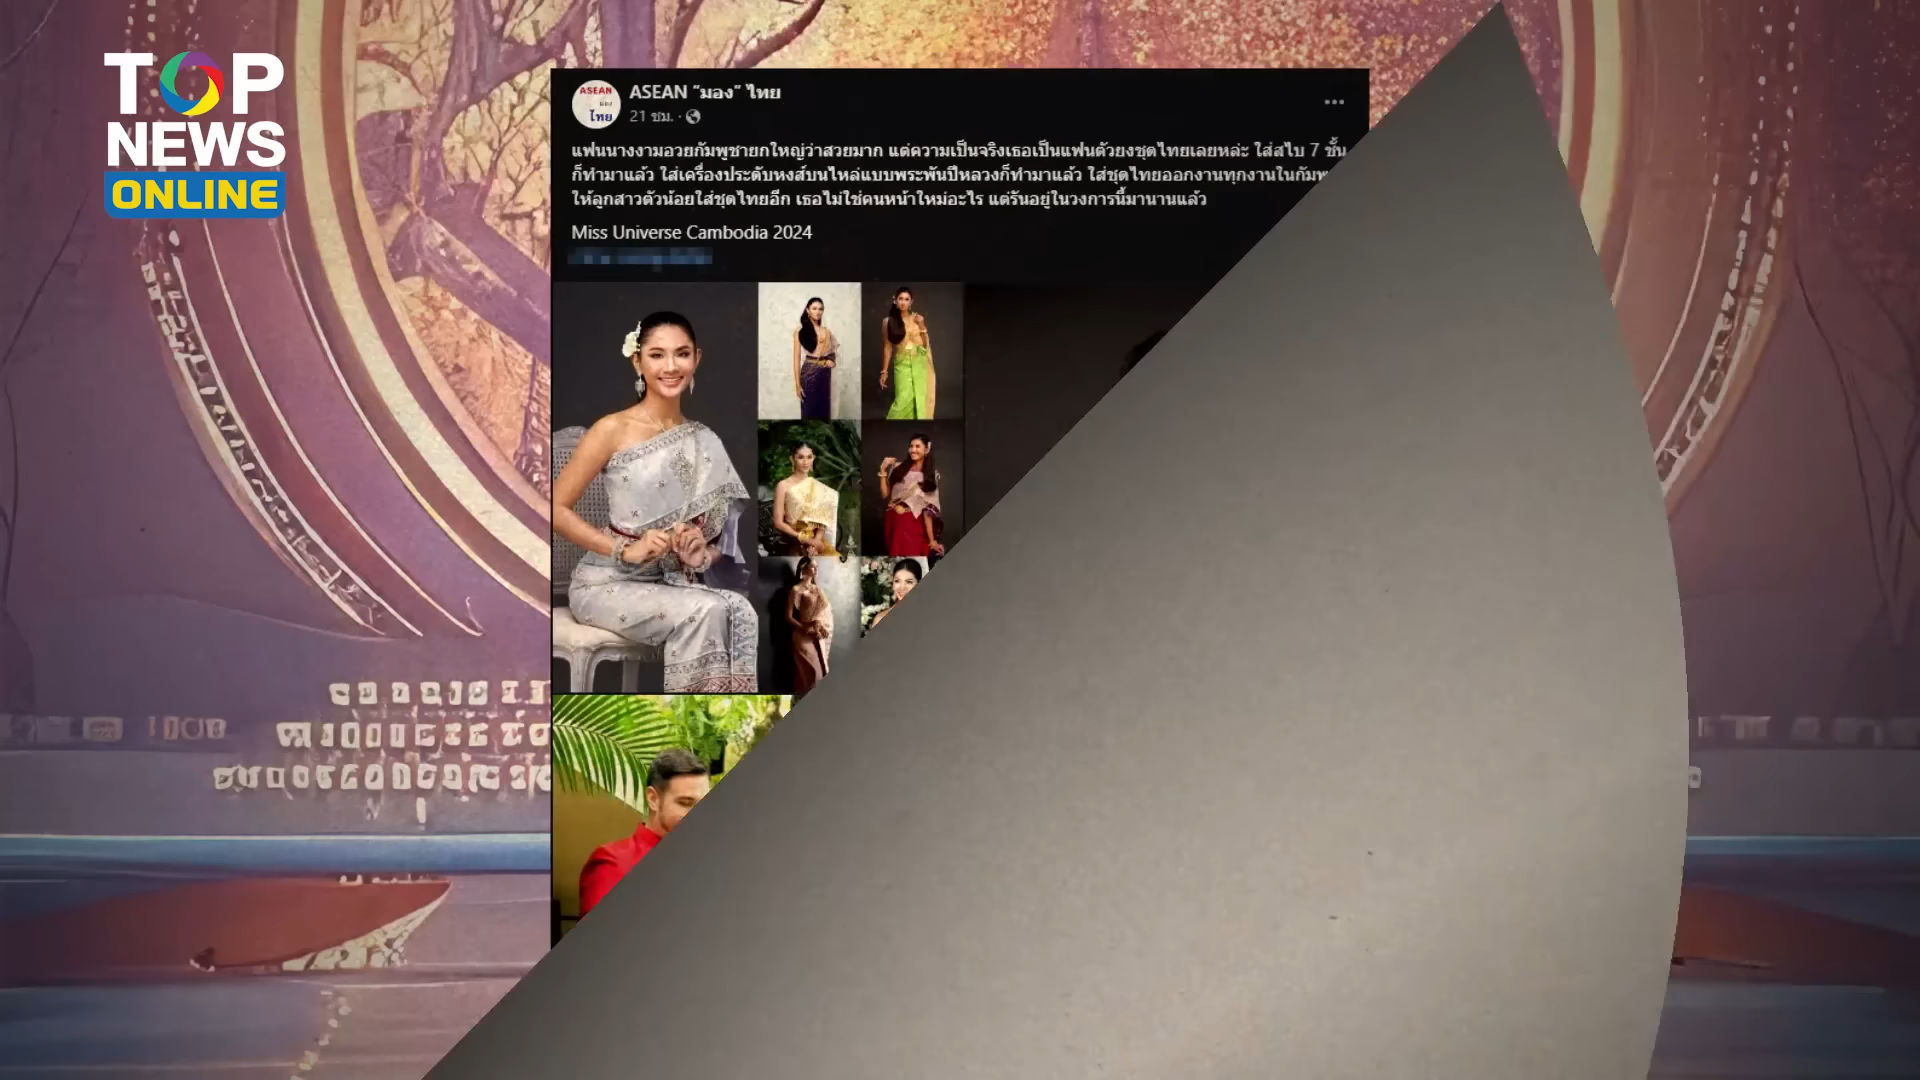 TOP
NEWS
ONLINE
ASEAN
มอง
ไทย
ASEAN “มอง” ไทย
21 ชม. ·
แฟนนางงามอวยกัมพูชายกใหญ่ว่าสวยมาก แต่ความเป็นจริงเธอเป็นแฟนตัวยงชุดไทยเลยหล่ะ ใส่สไบ 7 ชั้น
ก็ทำมาแล้ว ใส่เครื่องประดับหงส์บนไหล่แบบพระพันปีหลวงก็ทำมาแล้ว ใส่ชุดไทยออกงานทุกงานในกัมพ
ให้ลูกสาวตัวน้อยใส่ชุดไทยอีก เธอไม่ใช่คนหน้าใหม่อะไร แต่รันอยู่ในวงการนี้มานานแล้ว
Miss Universe Cambodia 2024